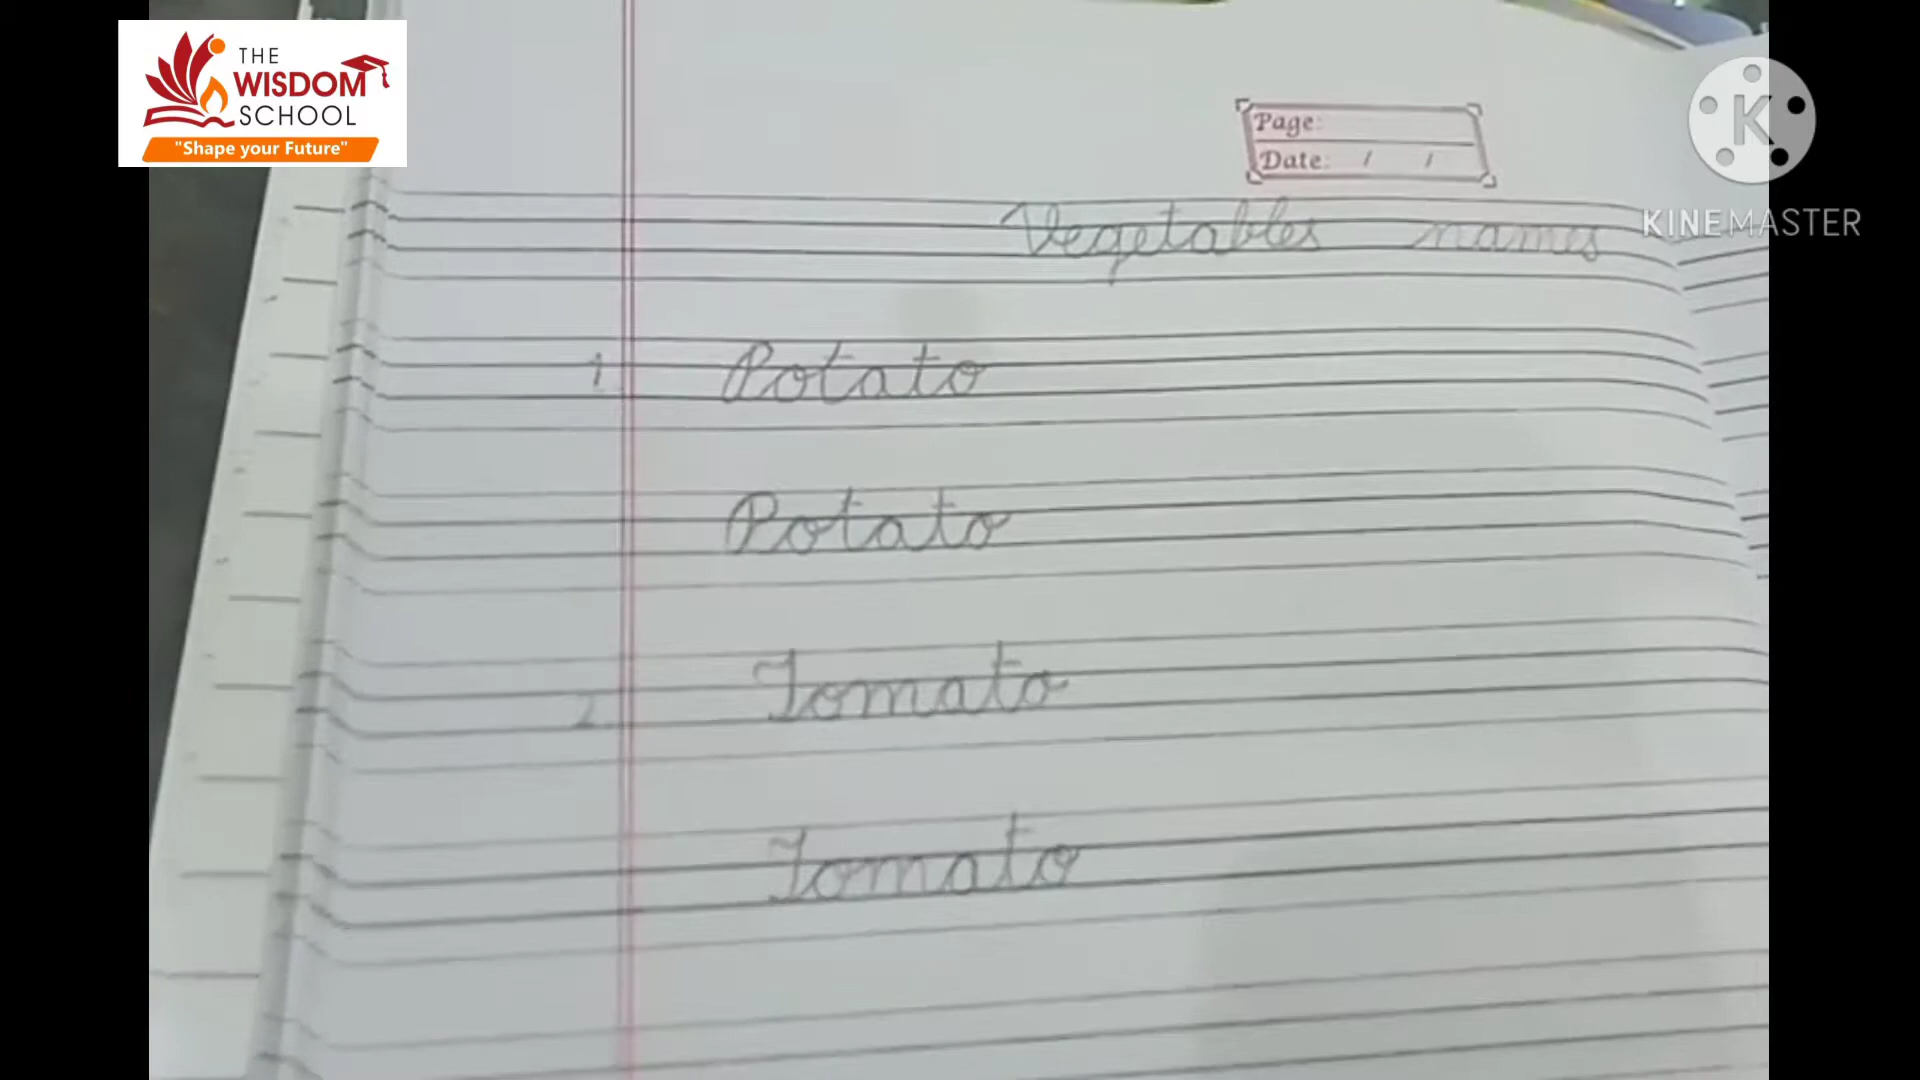 THE
WISDOM
SCHOOL
"Shape your Future"
Page:
Date: / /
K
KINEMASTER
Vegetables names
1. Potato
Potato
2. Tomato
Tomato